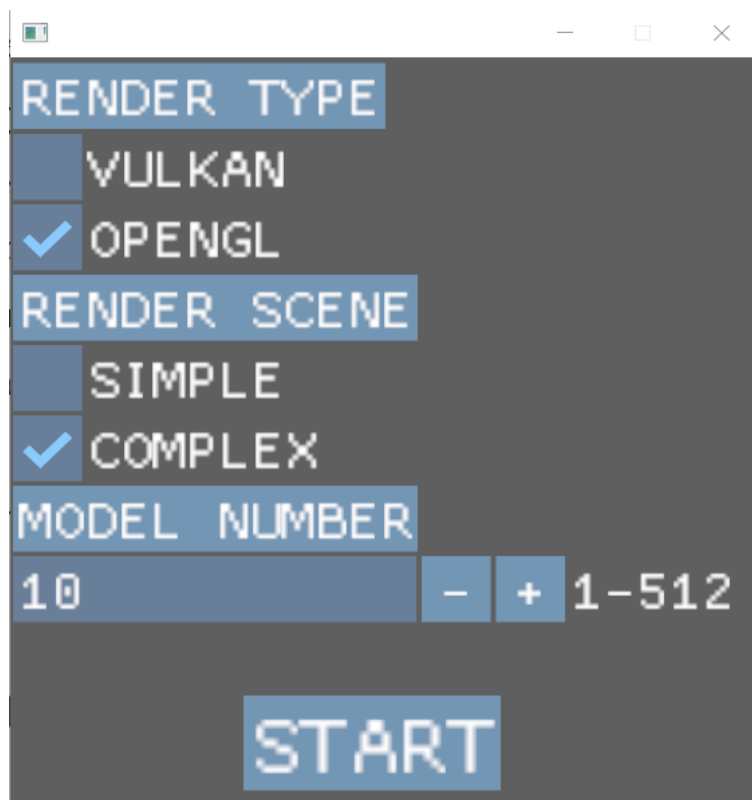 RENDER TYPE
VULKAN
OPENGL
RENDER SCENE
SIMPLE
COMPLEX
MODEL NUMBER
10 - + 1-512
START